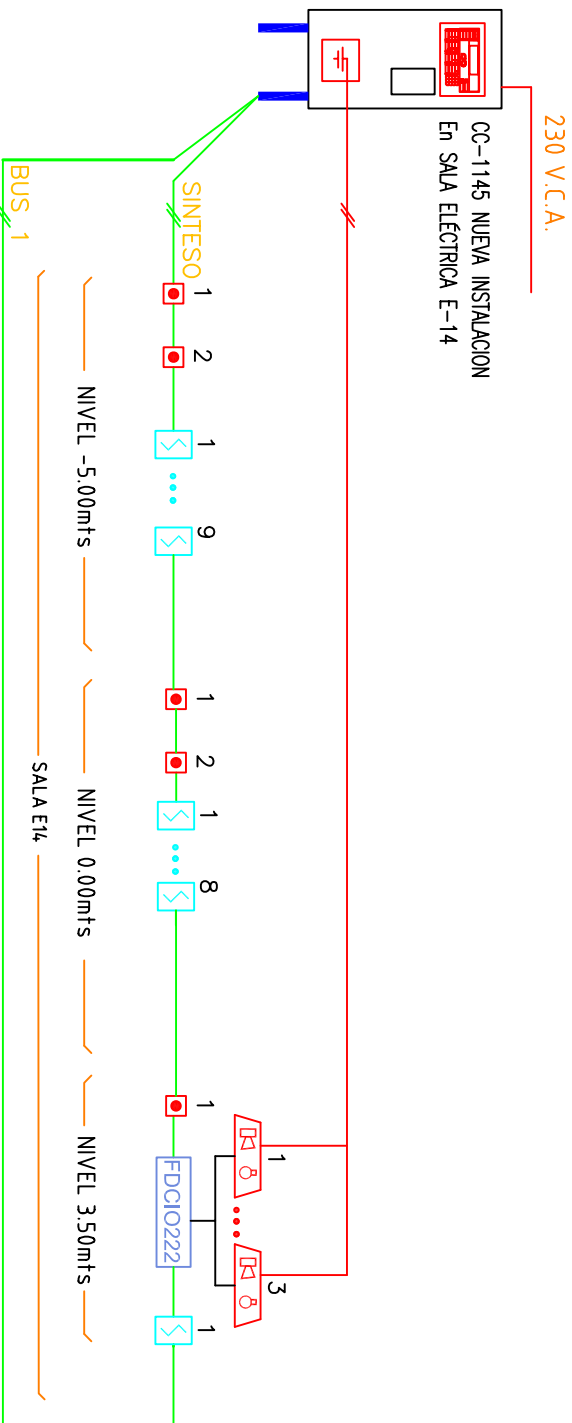 230 V.C.A.
CC-1145 NUEVA INSTALACION
En SALA ELÉCTRICA E-14
SINTESO
BUS 1
1
2
1
9
1
2
1
8
1
1
3
FDCIO222
1
NIVEL -5.00mts
NIVEL 0.00mts
NIVEL 3.50mts
SALA E14